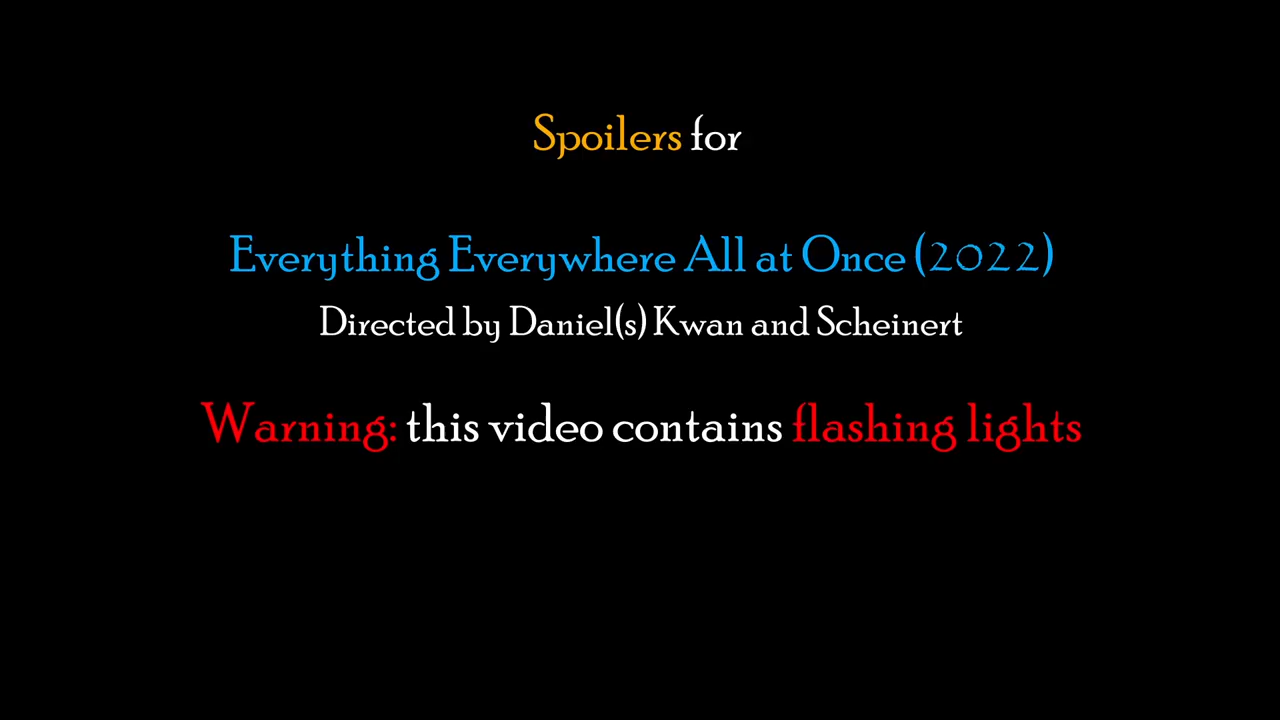 Spoilers for
Everything Everywhere All at Once (2022)
Directed by Daniel(s) Kwan and Scheinert
Warning: this video contains flashing lights